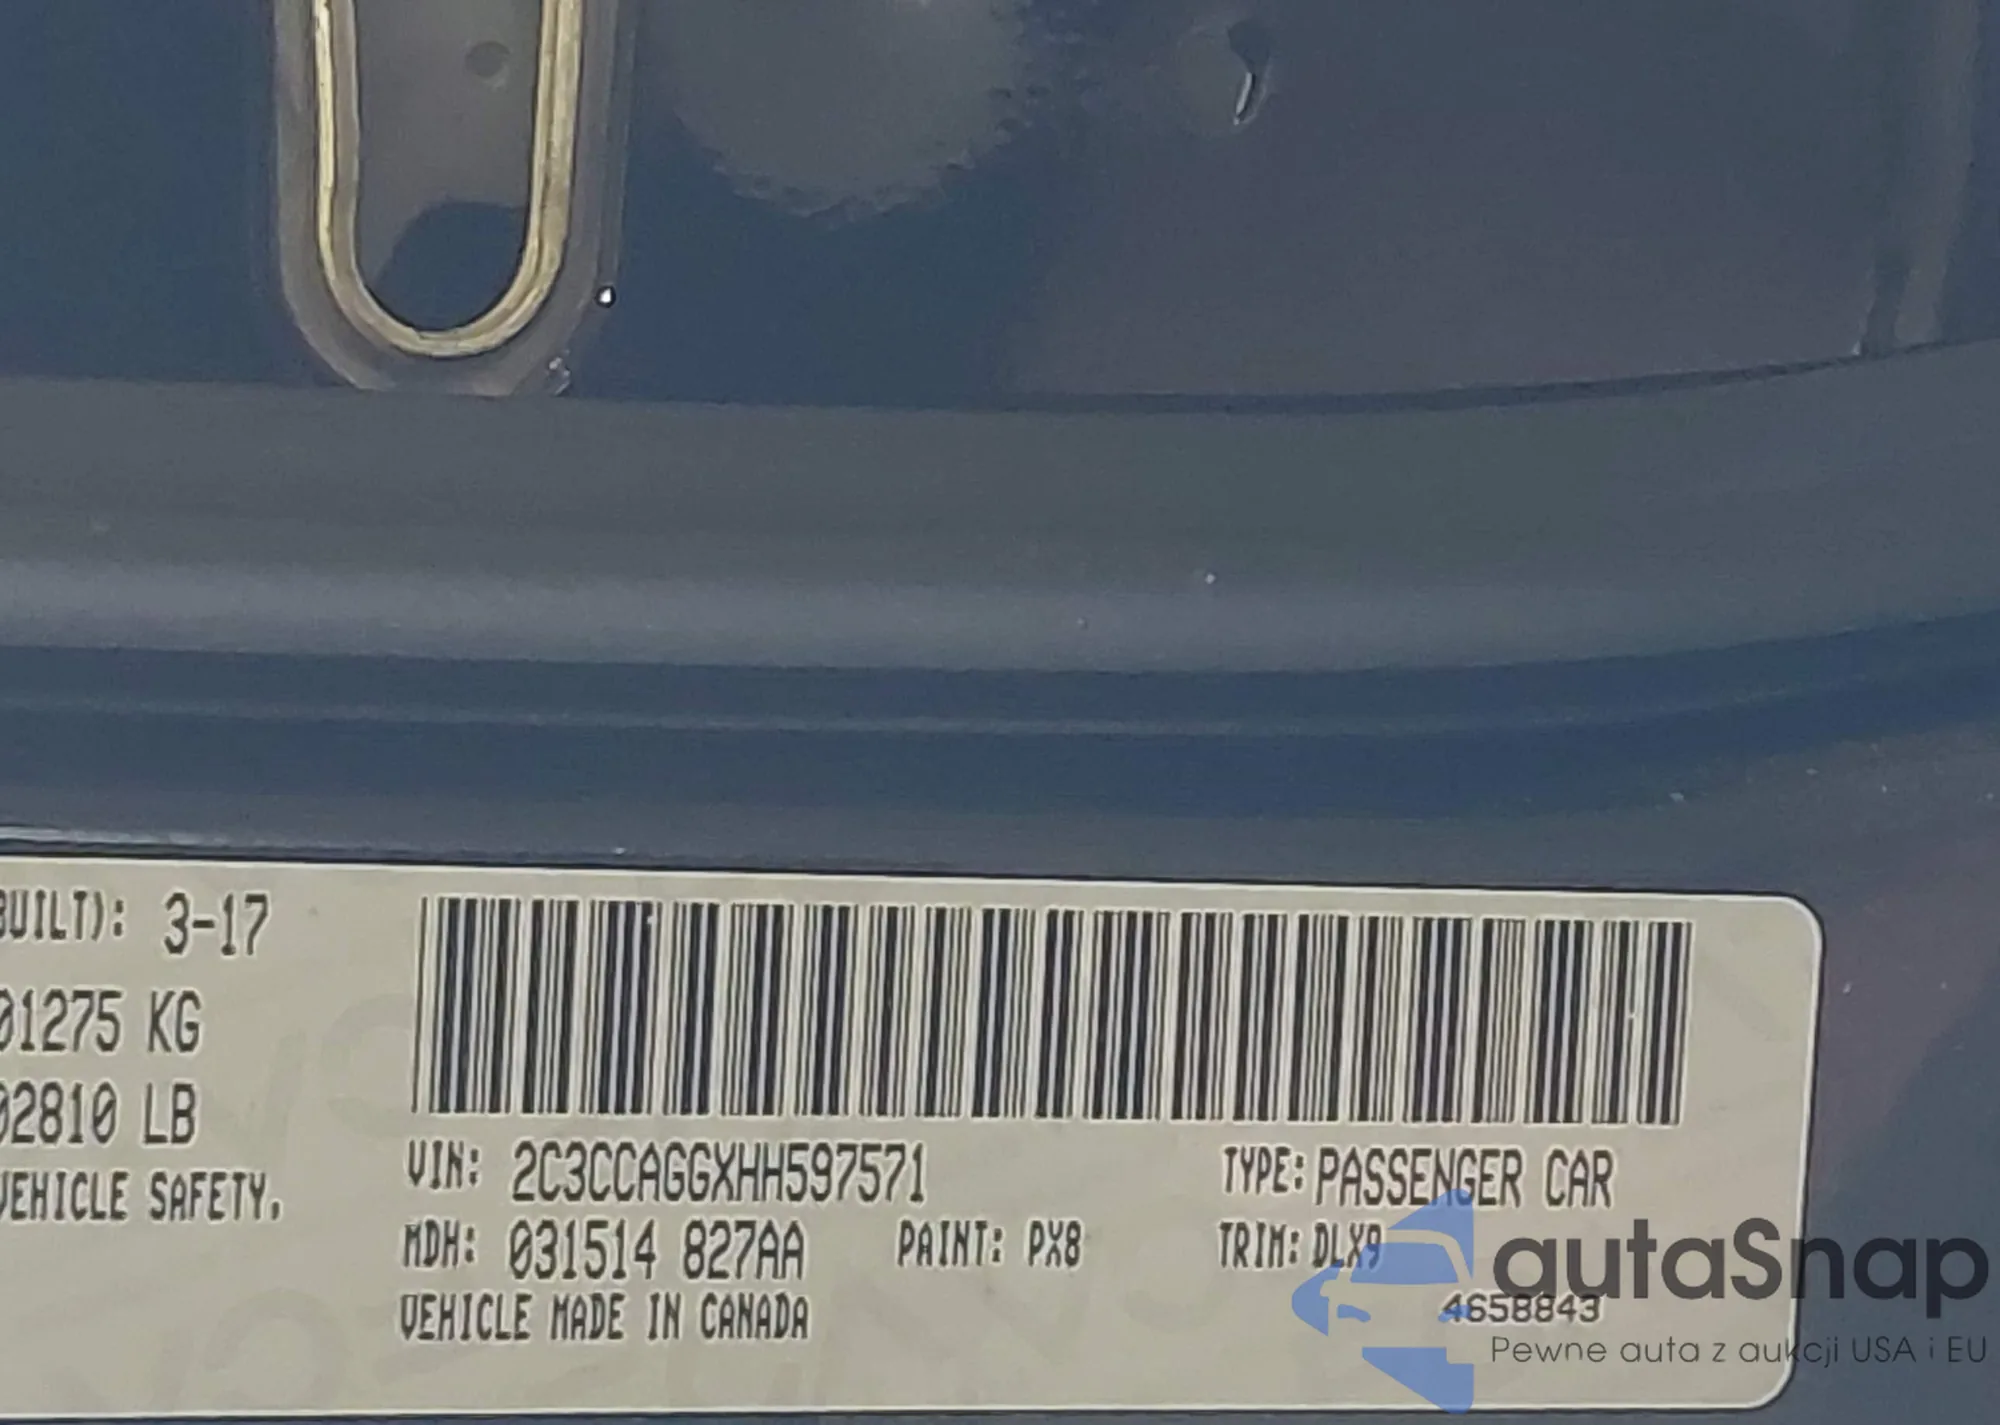 BUILT): 3-17
01275 KG
02810 LB
VEHICLE SAFETY.
VIN: 2C3CCAGGXHH597571
TYPE: PASSENGER CAR
MDH: 031514 827AA
PAINT: PX8
TRIM: DLX9
VEHICLE MADE IN CANADA
4658843
autaSnap
Pewne auta z aukcji USA i EU